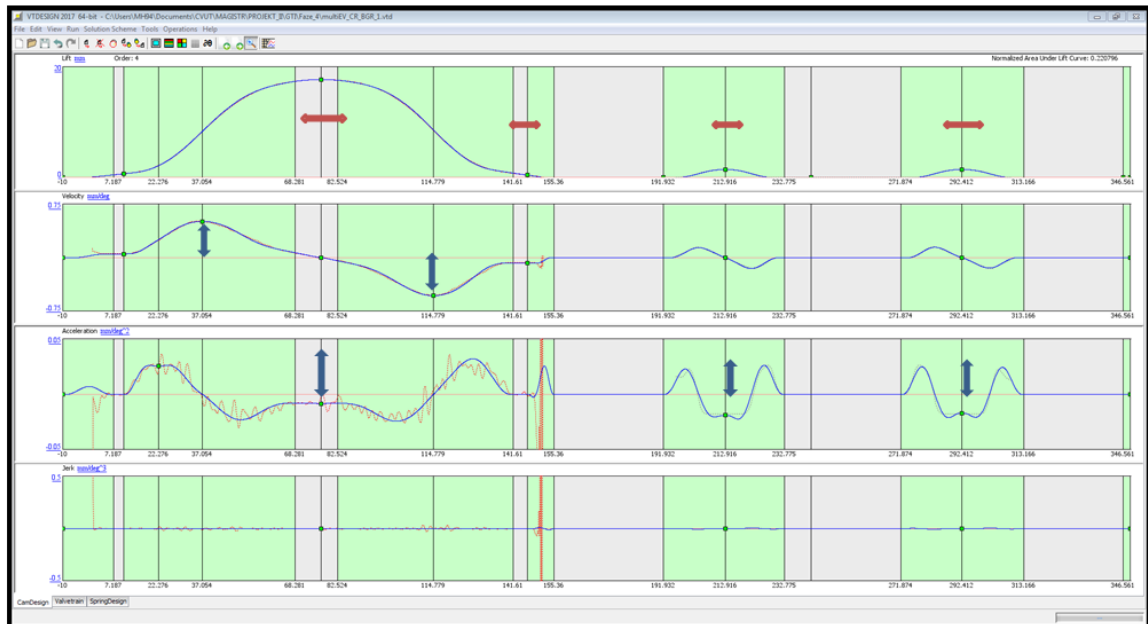 VTDESIGN 2017 64-bit - C:\Users\MH94\Documents\CVUT\MAGISTR\PROJEKT_II\GTI\Faze_4\multiEV_CR_BGR_1.vtd
File Edit View Run Solution Scheme Tools Operations Help
Lift mm Order: 4 Normalized Area Under Lift Curve: 0.220796
20
0
-10 7.187 22.276 37.054 68.281 82.524 114.779 141.61 155.36 191.932 212.916 232.775 271.874 292.412 313.166 346.561
Velocity mm/deg
0.75
-0.75
-10 7.187 22.276 37.054 68.281 82.524 114.779 141.61 155.36 191.932 212.916 232.775 271.874 292.412 313.166 346.561
Acceleration mm/deg^2
0.05
-0.05
-10 7.187 22.276 37.054 68.281 82.524 114.779 141.61 155.36 191.932 212.916 232.775 271.874 292.412 313.166 346.561
Jerk mm/deg^3
0.5
-0.5
-10 7.187 22.276 37.054 68.281 82.524 114.779 141.61 155.36 191.932 212.916 232.775 271.874 292.412 313.166 346.561
CamDesign Valvetrain SpringDesign